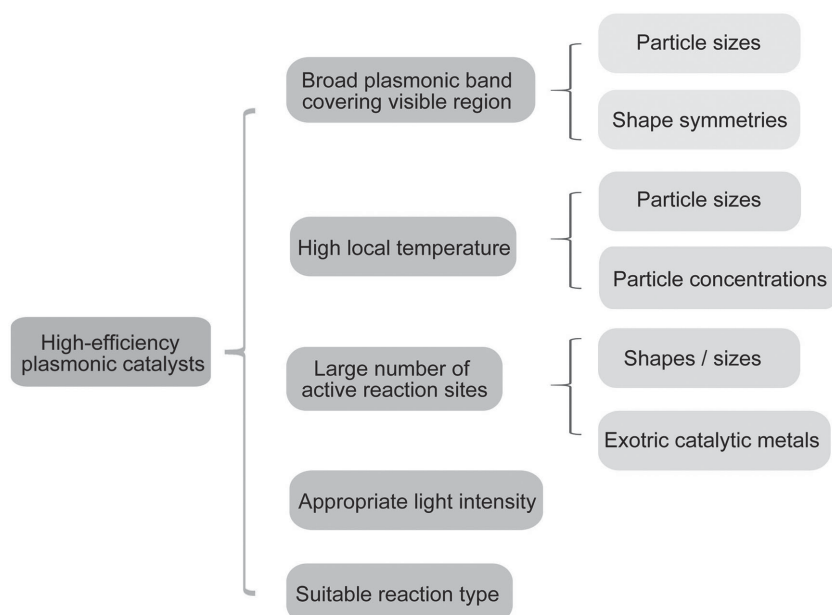 High-efficiency
plasmonic catalysts
Broad plasmonic band
covering visible region
Particle sizes
Shape symmetries
High local temperature
Particle sizes
Particle concentrations
Large number of
active reaction sites
Shapes / sizes
Exotric catalytic metals
Appropriate light intensity
Suitable reaction type